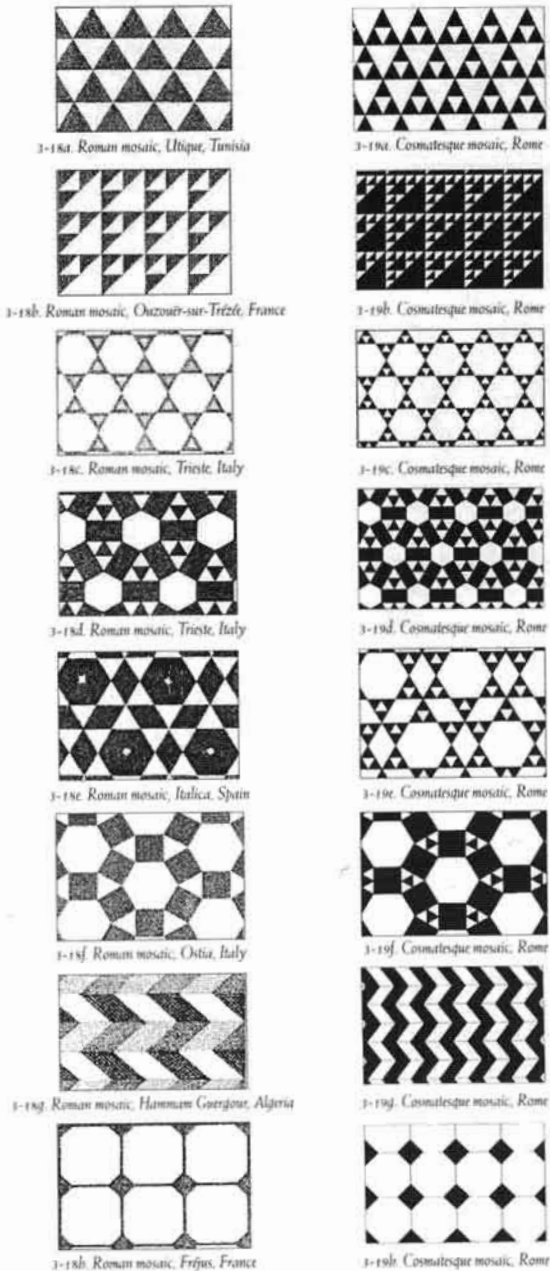 3-18a. Roman mosaic, Utique, Tunisia
3-19a. Cosmatesque mosaic, Rome
3-18b. Roman mosaic, Ouzouër-sur-Trézée, France
3-19b. Cosmatesque mosaic, Rome
3-18c. Roman mosaic, Trieste, Italy
3-19c. Cosmatesque mosaic, Rome
3-18d. Roman mosaic, Trieste, Italy
3-19d. Cosmatesque mosaic, Rome
3-18e. Roman mosaic, Italica, Spain
3-19e. Cosmatesque mosaic, Rome
3-18f. Roman mosaic, Ostia, Italy
3-19f. Cosmatesque mosaic, Rome
3-18g. Roman mosaic, Hammam Guergour, Algeria
3-19g. Cosmatesque mosaic, Rome
3-18h. Roman mosaic, Fréjus, France
3-19h. Cosmatesque mosaic, Rome